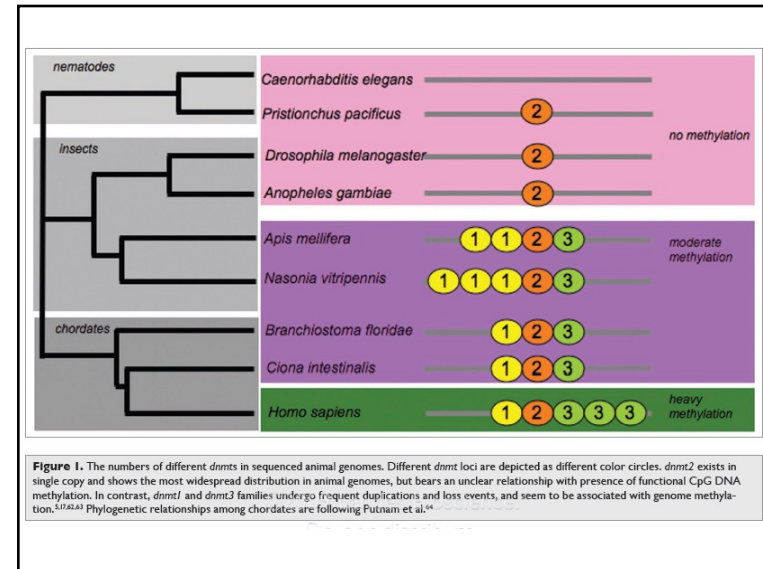 nematodes
Caenorhabditis elegans
Pristionchus pacificus
2
no methylation
insects
Drosophila melanogaster
2
Anopheles gambiae
2
Apis mellifera
1 1 2 3
moderate
methylation
Nasonia vitripennis
1 1 1 2 3
chordates
Branchiostoma floridae
1 2 3
Ciona intestinalis
1 2 3
Homo sapiens
1 2 3 3 3
heavy
methylation
Figure 1. The numbers of different dnmts in sequenced animal genomes. Different dnmt loci are depicted as different color circles. dnmt2 exists in
single copy and shows the most widespread distribution in animal genomes, but bears an unclear relationship with presence of functional CpG DNA
methylation. In contrast, dnmt1 and dnmt3 families undergo frequent duplications and loss events, and seem to be associated with genome methyla-
tion.5,17,62,63 Phylogenetic relationships among chordates are following Putnam et al.64